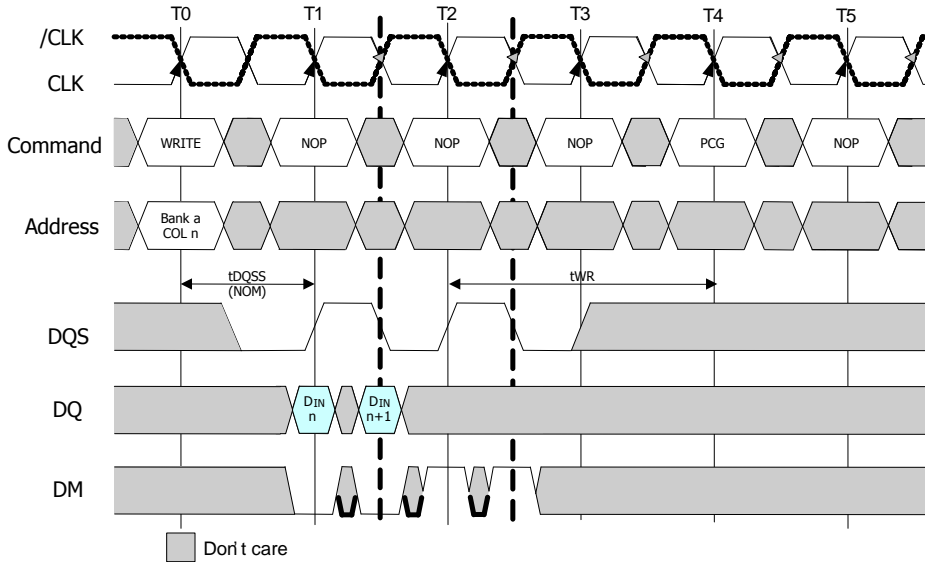 T0 T1 T2 T3 T4 T5
/CLK
CLK
Command WRITE NOP NOP NOP PCG NOP
Address Bank a
COL n
tDQSS
(NOM)
tWR
DQS
DQ DIN
n
DIN
n+1
DM
Don't care